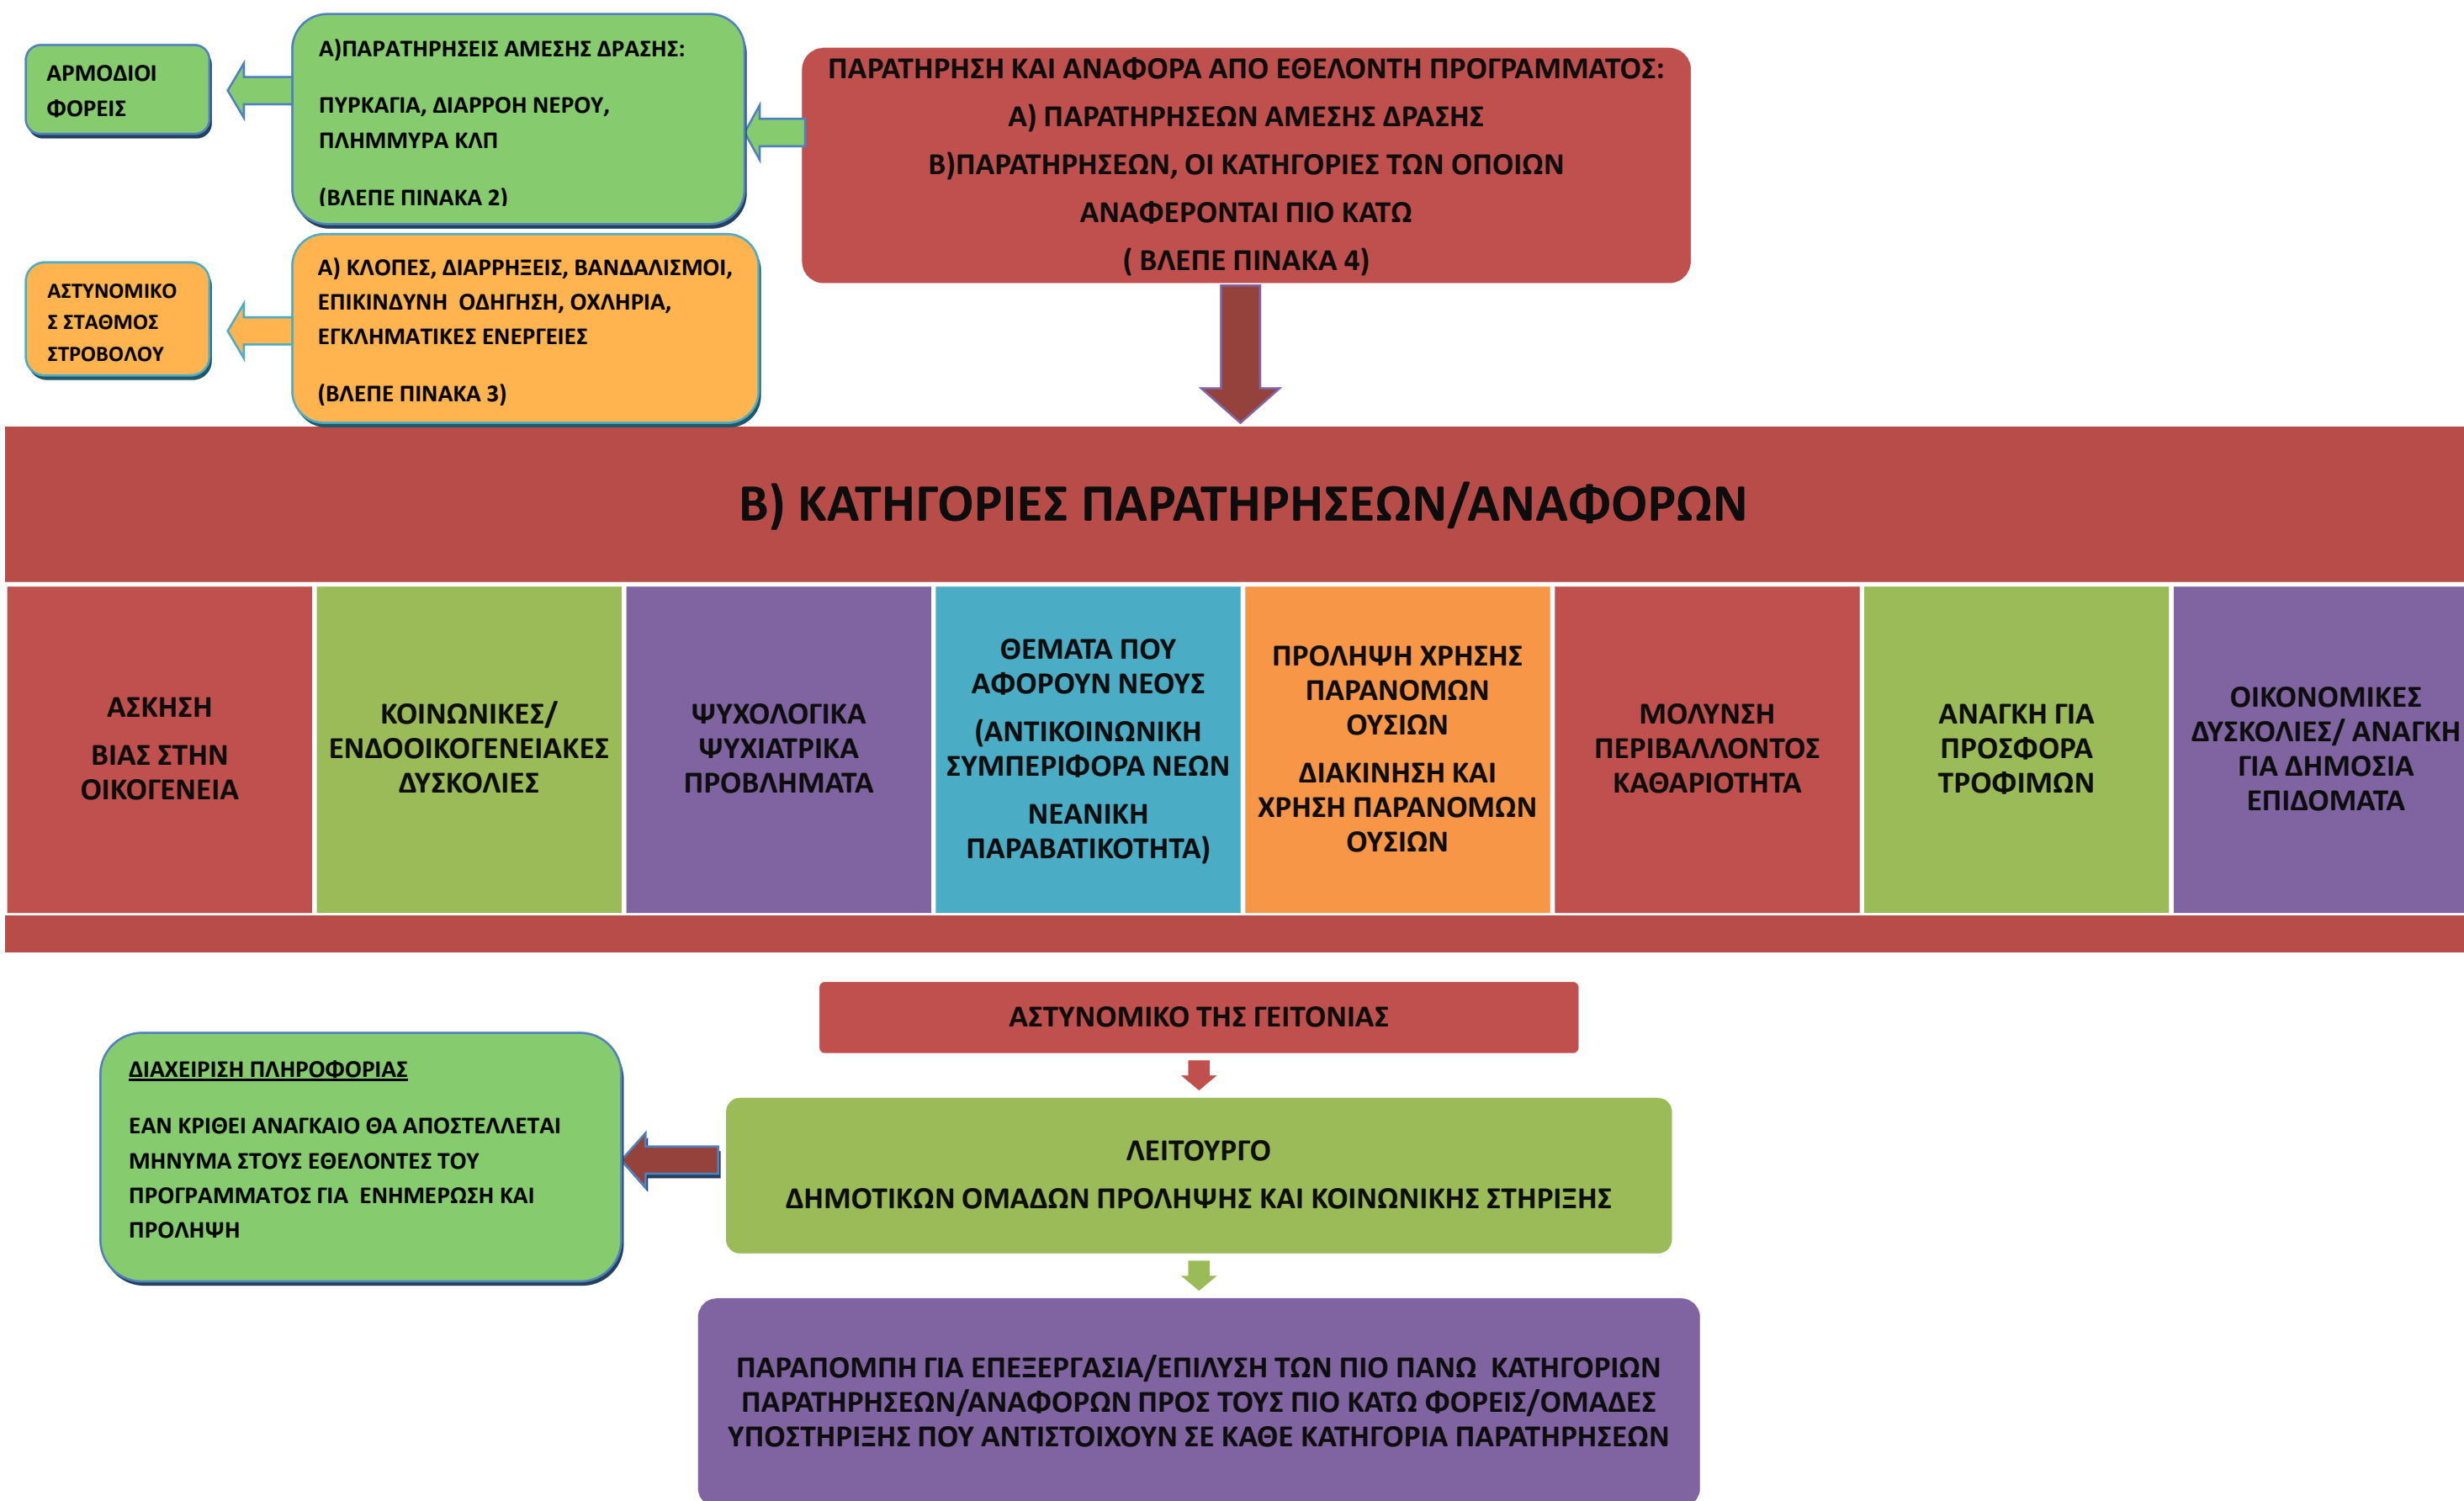 ΑΡΜΟΔΙΟΙ
ΦΟΡΕΙΣ
Α)ΠΑΡΑΤΗΡΗΣΕΙΣ ΑΜΕΣΗΣ ΔΡΑΣΗΣ:
ΠΥΡΚΑΓΙΑ, ΔΙΑΡΡΟΗ ΝΕΡΟΥ,
ΠΛΗΜΜΥΡΑ ΚΛΠ
(ΒΛΕΠΕ ΠΙΝΑΚΑ 2)
ΠΑΡΑΤΗΡΗΣΗ ΚΑΙ ΑΝΑΦΟΡΑ ΑΠΟ ΕΘΕΛΟΝΤΗ ΠΡΟΓΡΑΜΜΑΤΟΣ:
Α) ΠΑΡΑΤΗΡΗΣΕΩΝ ΑΜΕΣΗΣ ΔΡΑΣΗΣ
Β)ΠΑΡΑΤΗΡΗΣΕΩΝ, ΟΙ ΚΑΤΗΓΟΡΙΕΣ ΤΩΝ ΟΠΟΙΩΝ
ΑΝΑΦΕΡΟΝΤΑΙ ΠΙΟ ΚΑΤΩ
( ΒΛΕΠΕ ΠΙΝΑΚΑ 4)
ΑΣΤΥΝΟΜΙΚΟ
Σ ΣΤΑΘΜΟΣ
ΣΤΡΟΒΟΛΟΥ
Α) ΚΛΟΠΕΣ, ΔΙΑΡΡΗΞΕΙΣ, ΒΑΝΔΑΛΙΣΜΟΙ,
ΕΠΙΚΙΝΔΥΝΗ  ΟΔΗΓΗΣΗ, ΟΧΛΗΡΙΑ,
ΕΓΚΛΗΜΑΤΙΚΕΣ ΕΝΕΡΓΕΙΕΣ
(ΒΛΕΠΕ ΠΙΝΑΚΑ 3)
Β) ΚΑΤΗΓΟΡΙΕΣ ΠΑΡΑΤΗΡΗΣΕΩΝ/ΑΝΑΦΟΡΩΝ
ΑΣΚΗΣΗ
ΒΙΑΣ ΣΤΗΝ
ΟΙΚΟΓΕΝΕΙΑ
ΚΟΙΝΩΝΙΚΕΣ/
ΕΝΔΟΟΙΚΟΓΕΝΕΙΑΚΕΣ
ΔΥΣΚΟΛΙΕΣ
ΨΥΧΟΛΟΓΙΚΑ
ΨΥΧΙΑΤΡΙΚΑ
ΠΡΟΒΛΗΜΑΤΑ
ΘΕΜΑΤΑ ΠΟΥ
ΑΦΟΡΟΥΝ ΝΕΟΥΣ
(ΑΝΤΙΚΟΙΝΩΝΙΚΗ
ΣΥΜΠΕΡΙΦΟΡΑ ΝΕΩΝ
ΝΕΑΝΙΚΗ
ΠΑΡΑΒΑΤΙΚΟΤΗΤΑ)
ΠΡΟΛΗΨΗ ΧΡΗΣΗΣ
ΠΑΡΑΝΟΜΩΝ
ΟΥΣΙΩΝ
ΔΙΑΚΙΝΗΣΗ ΚΑΙ
ΧΡΗΣΗ ΠΑΡΑΝΟΜΩΝ
ΟΥΣΙΩΝ
ΜΟΛΥΝΣΗ
ΠΕΡΙΒΑΛΛΟΝΤΟΣ
ΚΑΘΑΡΙΟΤΗΤΑ
ΑΝΑΓΚΗ ΓΙΑ
ΠΡΟΣΦΟΡΑ
ΤΡΟΦΙΜΩΝ
ΟΙΚΟΝΟΜΙΚΕΣ
ΔΥΣΚΟΛΙΕΣ/ ΑΝΑΓΚΗ
ΓΙΑ ΔΗΜΟΣΙΑ
ΕΠΙΔΟΜΑΤΑ
ΑΣΤΥΝΟΜΙΚΟ ΤΗΣ ΓΕΙΤΟΝΙΑΣ
ΔΙΑΧΕΙΡΙΣΗ ΠΛΗΡΟΦΟΡΙΑΣ
ΕΑΝ ΚΡΙΘΕΙ ΑΝΑΓΚΑΙΟ ΘΑ ΑΠΟΣΤΕΛΛΕΤΑΙ
ΜΗΝΥΜΑ ΣΤΟΥΣ ΕΘΕΛΟΝΤΕΣ ΤΟΥ
ΠΡΟΓΡΑΜΜΑΤΟΣ ΓΙΑ  ΕΝΗΜΕΡΩΣΗ ΚΑΙ
ΠΡΟΛΗΨΗ
ΛΕΙΤΟΥΡΓΟ
ΔΗΜΟΤΙΚΩΝ ΟΜΑΔΩΝ ΠΡΟΛΗΨΗΣ ΚΑΙ ΚΟΙΝΩΝΙΚΗΣ ΣΤΗΡΙΞΗΣ
ΠΑΡΑΠΟΜΠΗ ΓΙΑ ΕΠΕΞΕΡΓΑΣΙΑ/ΕΠΙΛΥΣΗ ΤΩΝ ΠΙΟ ΠΑΝΩ  ΚΑΤΗΓΟΡΙΩΝ
ΠΑΡΑΤΗΡΗΣΕΩΝ/ΑΝΑΦΟΡΩΝ ΠΡΟΣ ΤΟΥΣ ΠΙΟ ΚΑΤΩ ΦΟΡΕΙΣ/ΟΜΑΔΕΣ
ΥΠΟΣΤΗΡΙΞΗΣ ΠΟΥ ΑΝΤΙΣΤΟΙΧΟΥΝ ΣΕ ΚΑΘΕ ΚΑΤΗΓΟΡΙΑ ΠΑΡΑΤΗΡΗΣΕΩΝ